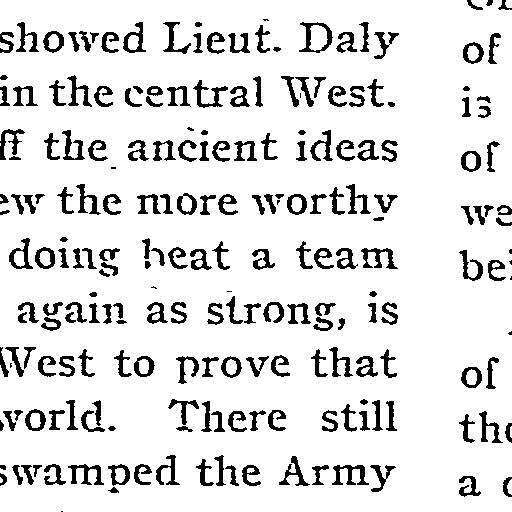 showed Lieut. Daly
in the central West.
ff the ancient ideas
ew the more worthy
doing beat a team
again as strong, is
West to prove that
world. There still
swamped the Army
of
is
of
we
bei
of
tho
a